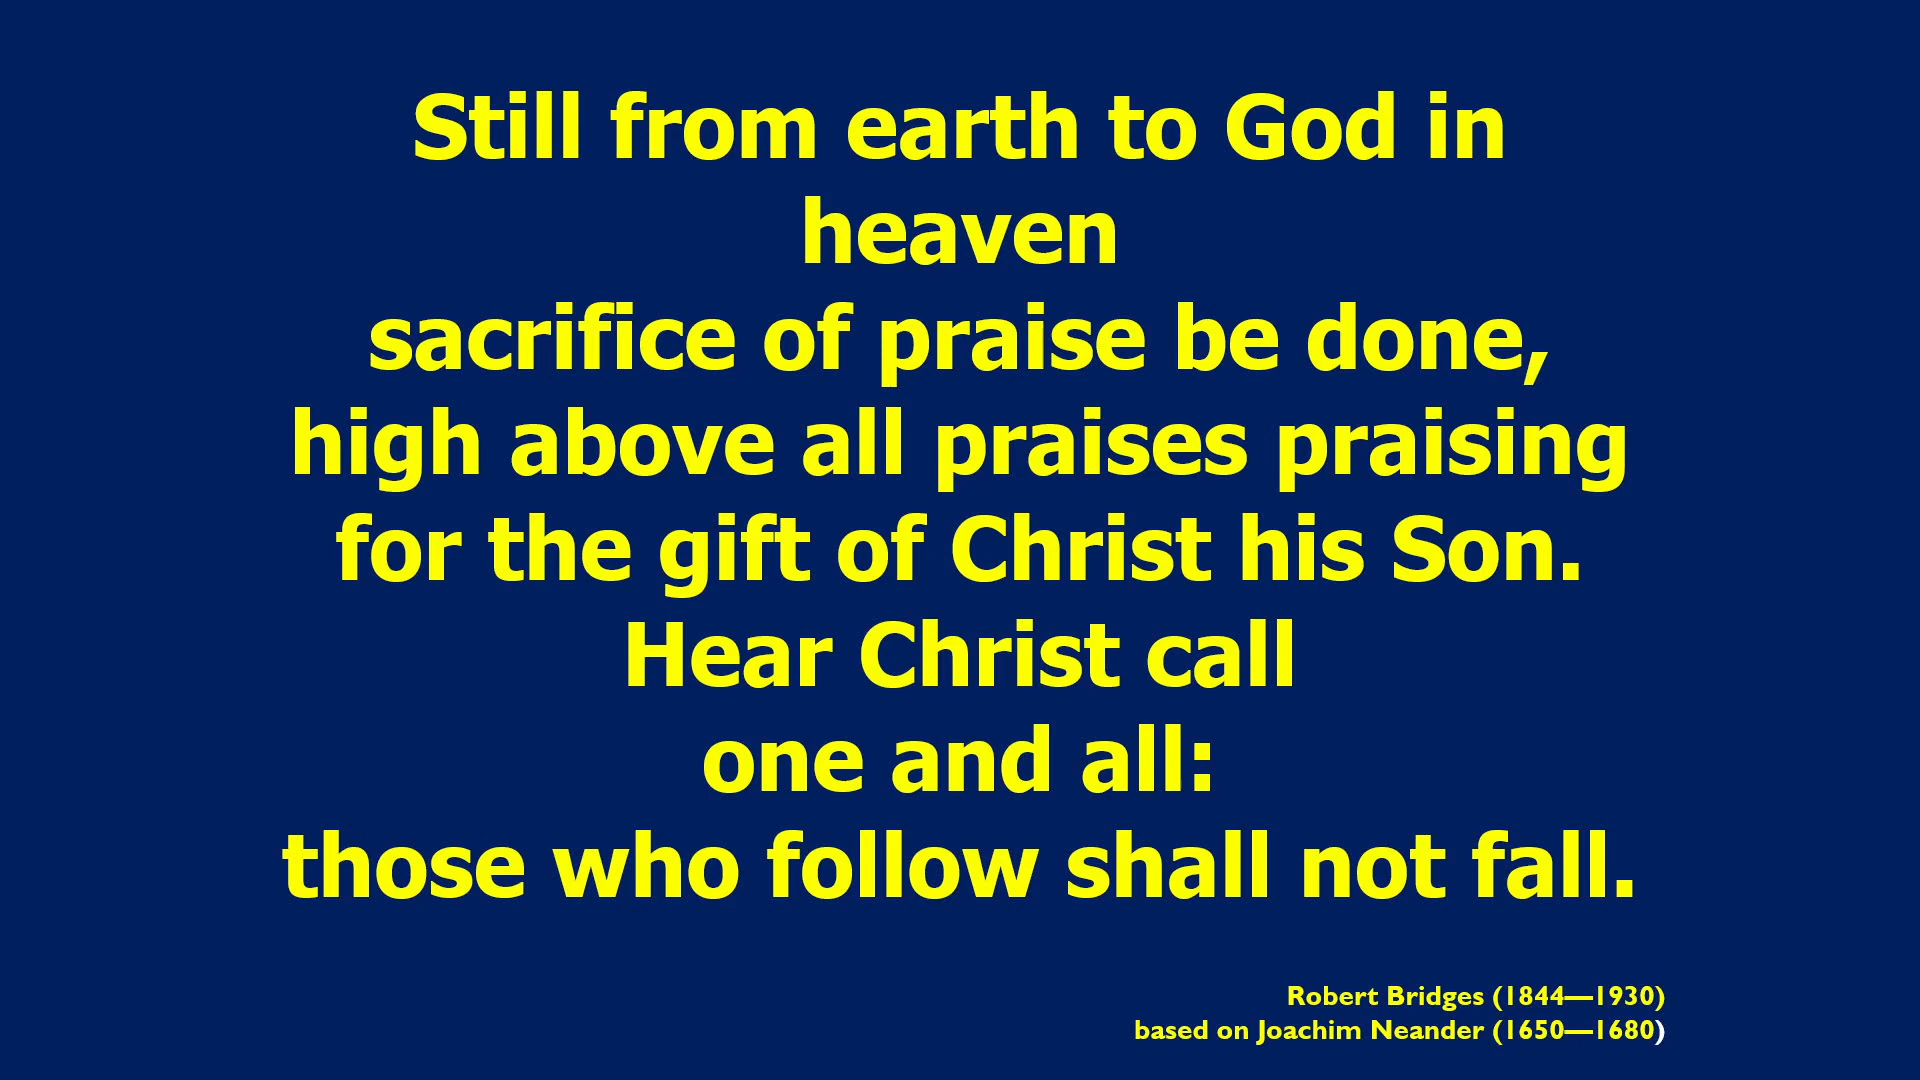 Still from earth to God in
heaven
sacrifice of praise be done,
high above all praises praising
for the gift of Christ his Son.
Hear Christ call
one and all:
those who follow shall not fall.
Robert Bridges (1844—1930)
based on Joachim Neander (1650—1680)